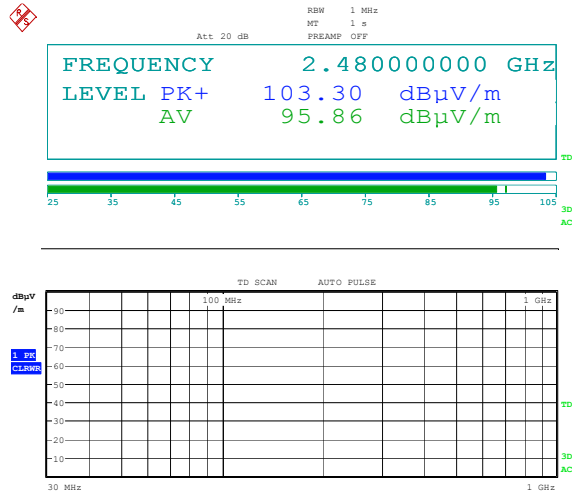 R S
RBW 1 MHz
MT 1 s
Att 20 dB PREAMP OFF
FREQUENCY 2.480000000 GHz
LEVEL PK+ 103.30 dBµV/m
AV 95.86 dBµV/m
TD
25 35 45 55 65 75 85 95 105
3D
AC
TD SCAN AUTO PULSE
dBµV
/m
100 MHz 1 GHz
90
80
70
1 PK
CLRWR
60
50
40
TD
30
20
10
3D
AC
30 MHz 1 GHz